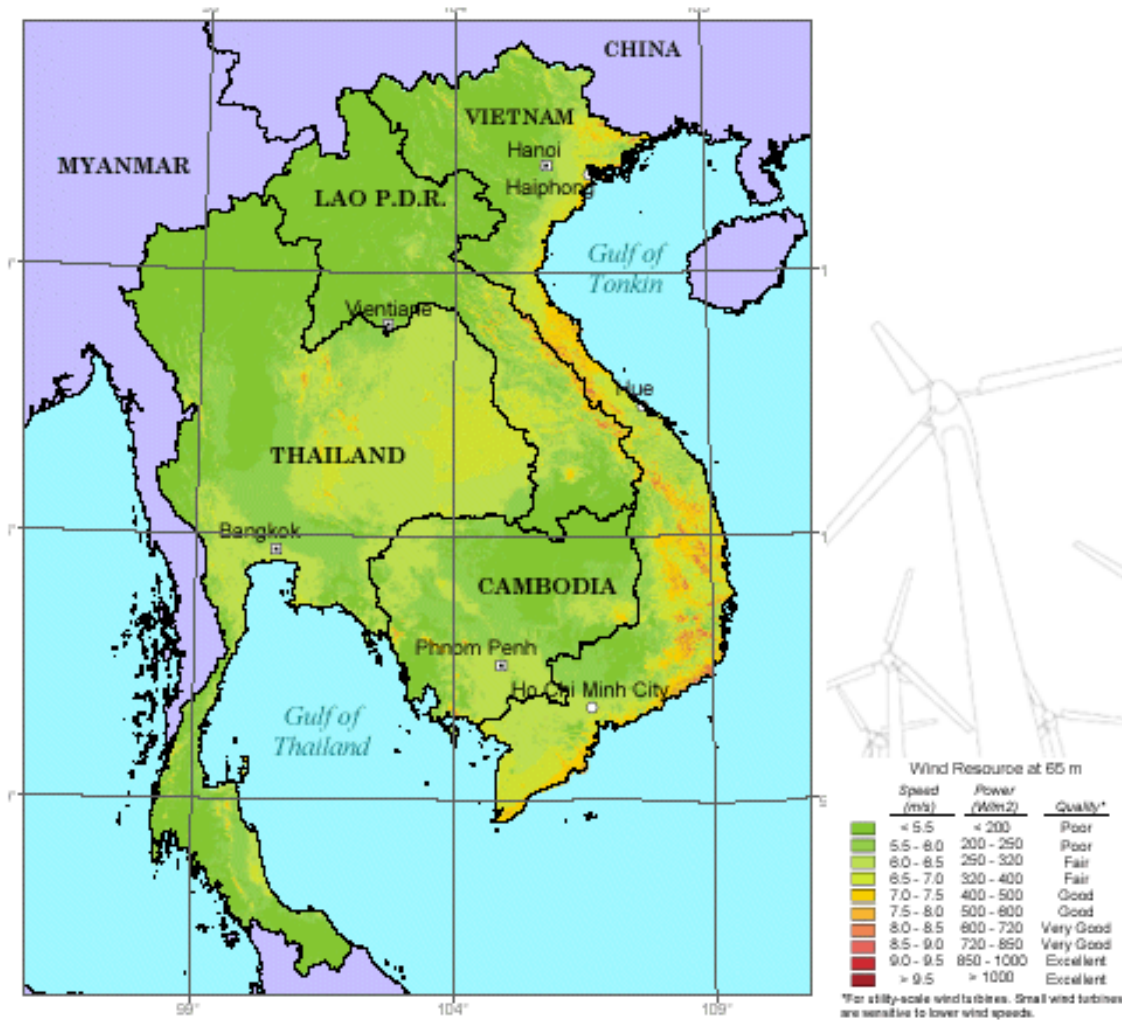 CHINA
VIETNAM
Hanoi
MYANMAR
Haiphong
LAO P.D.R.
Gulf of
Tonkin
Vientiane
Hue
THAILAND
Bangkok
CAMBODIA
Phnom Penh
Ho Chi Minh City
Gulf of
Thailand
99° 104° 109°
Wind Resource at 65 m
Speed Power
(m/s) (W/m2) Quality*
< 5.5 < 200 Poor
5.5 - 6.0 200 - 250 Poor
6.0 - 6.5 250 - 320 Fair
6.5 - 7.0 320 - 400 Fair
7.0 - 7.5 400 - 500 Good
7.5 - 8.0 500 - 600 Good
8.0 - 8.5 600 - 720 Very Good
8.5 - 9.0 720 - 850 Very Good
9.0 - 9.5 850 - 1000 Excellent
> 9.5 > 1000 Excellent
*For utility-scale wind turbines. Small wind turbines
are sensitive to lower wind speeds.